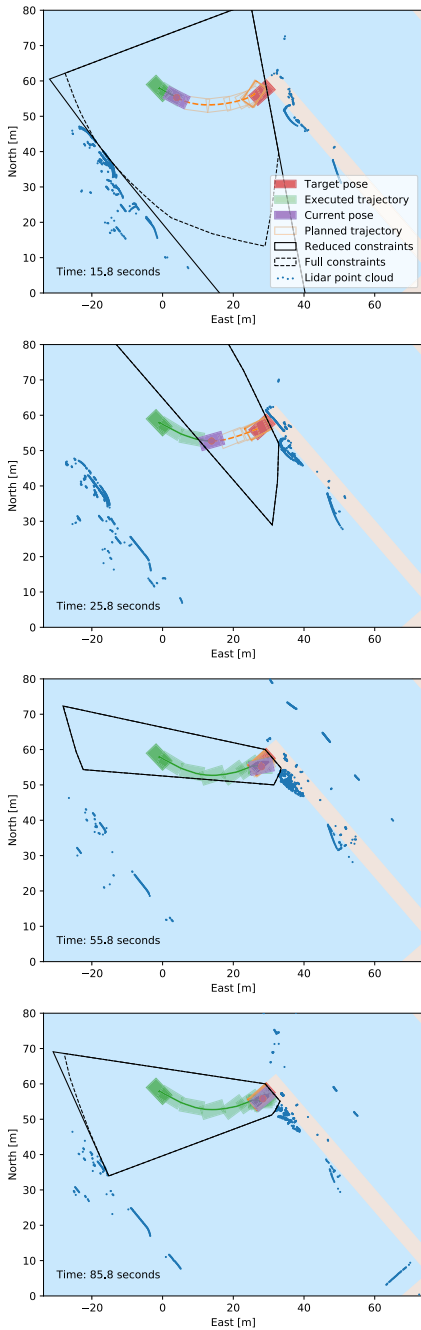 80
70
60
50
40
30
20
10
0
North [m]
Target pose
Executed trajectory
Current pose
Planned trajectory
Reduced constraints
Full constraints
Lidar point cloud
Time: 15.8 seconds
−20 0 20 40 60
East [m]
80
70
60
50
40
30
20
10
0
North [m]
Time: 25.8 seconds
−20 0 20 40 60
East [m]
80
70
60
50
40
30
20
10
0
North [m]
Time: 55.8 seconds
−20 0 20 40 60
East [m]
80
70
60
50
40
30
20
10
0
North [m]
Time: 85.8 seconds
−20 0 20 40 60
East [m]